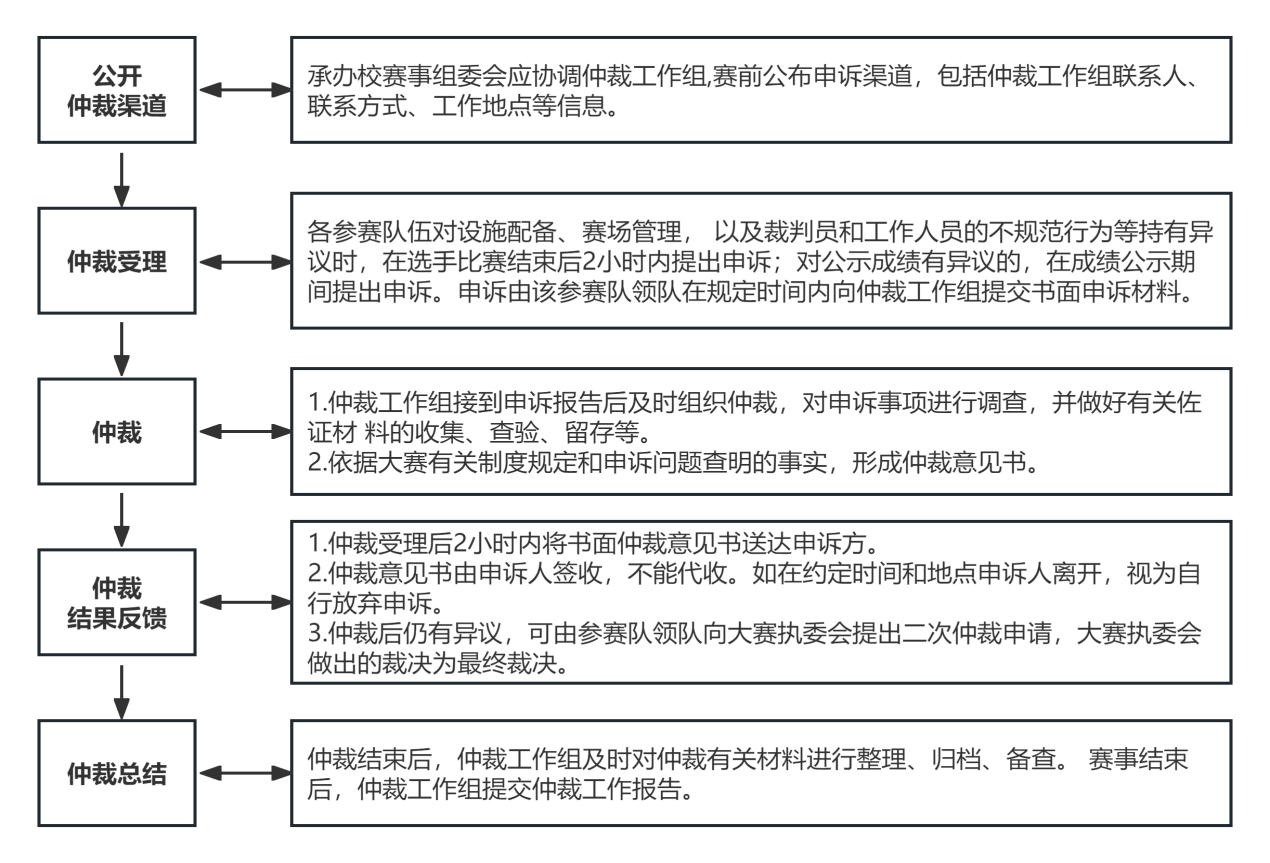 公开
仲裁渠道
承办校赛事组委会应协调仲裁工作组,赛前公布申诉渠道，包括仲裁工作组联系人、
联系方式、工作地点等信息。
仲裁受理
各参赛队伍对设施配备、赛场管理， 以及裁判员和工作人员的不规范行为等持有异
议时，在选手比赛结束后2小时内提出申诉；对公示成绩有异议的，在成绩公示期
间提出申诉。申诉由该参赛队领队在规定时间内向仲裁工作组提交书面申诉材料。
仲裁
1.仲裁工作组接到申诉报告后及时组织仲裁，对申诉事项进行调查，并做好有关佐
证材 料的收集、查验、留存等。
2.依据大赛有关制度规定和申诉问题查明的事实，形成仲裁意见书。
仲裁
结果反馈
1.仲裁受理后2小时内将书面仲裁意见书送达申诉方。
2.仲裁意见书由申诉人签收，不能代收。如在约定时间和地点申诉人离开，视为自
行放弃申诉。
3.仲裁后仍有异议，可由参赛队领队向大赛执委会提出二次仲裁申请，大赛执委会
做出的裁决为最终裁决。
仲裁总结
仲裁结束后，仲裁工作组及时对仲裁有关材料进行整理、归档、备查。 赛事结束
后，仲裁工作组提交仲裁工作报告。